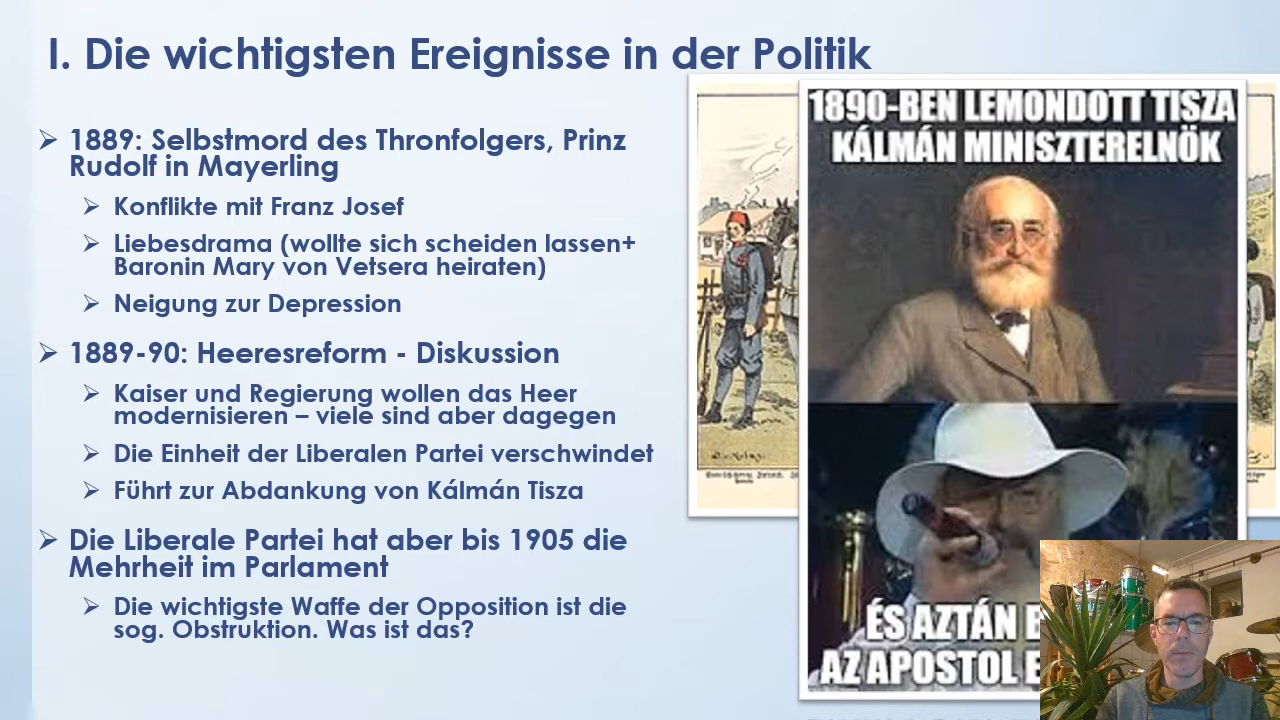 I. Die wichtigsten Ereignisse in der Politik
1889: Selbstmord des Thronfolgers, Prinz
Rudolf in Mayerling
Konflikte mit Franz Josef
Liebesdrama (wollte sich scheiden lassen+
Baronin Mary von Vetsera heiraten)
Neigung zur Depression
1889-90: Heeresreform - Diskussion
Kaiser und Regierung wollen das Heer
modernisieren – viele sind aber dagegen
Die Einheit der Liberalen Partei verschwindet
Führt zur Abdankung von Kálmán Tisza
Die Liberale Partei hat aber bis 1905 die
Mehrheit im Parlament
Die wichtigste Waffe der Opposition ist die
sog. Obstruktion. Was ist das?
1890-BEN LEMONDOTT TISZA
KÁLMÁN MINISZTERELNÖK
ÉS AZTÁN
AZ APOSTOL